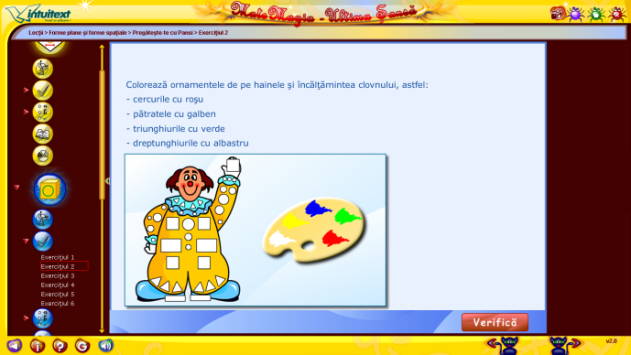 intuitext
MateMagia - Ultima Şansă
Lecţii > Forme plane şi forme spaţiale > Pregăteşte-te cu Pansi > Exerciţiul 2
Colorează ornamentele de pe hainele şi încălţămintea clovnului, astfel:
- cercurile cu roşu
- pătratele cu galben
- triunghiurile cu verde
- dreptunghiurile cu albastru
Exerciţiul 1
Exerciţiul 2
Exerciţiul 3
Exerciţiul 4
Exerciţiul 5
Exerciţiul 6
Verifică
v2.0